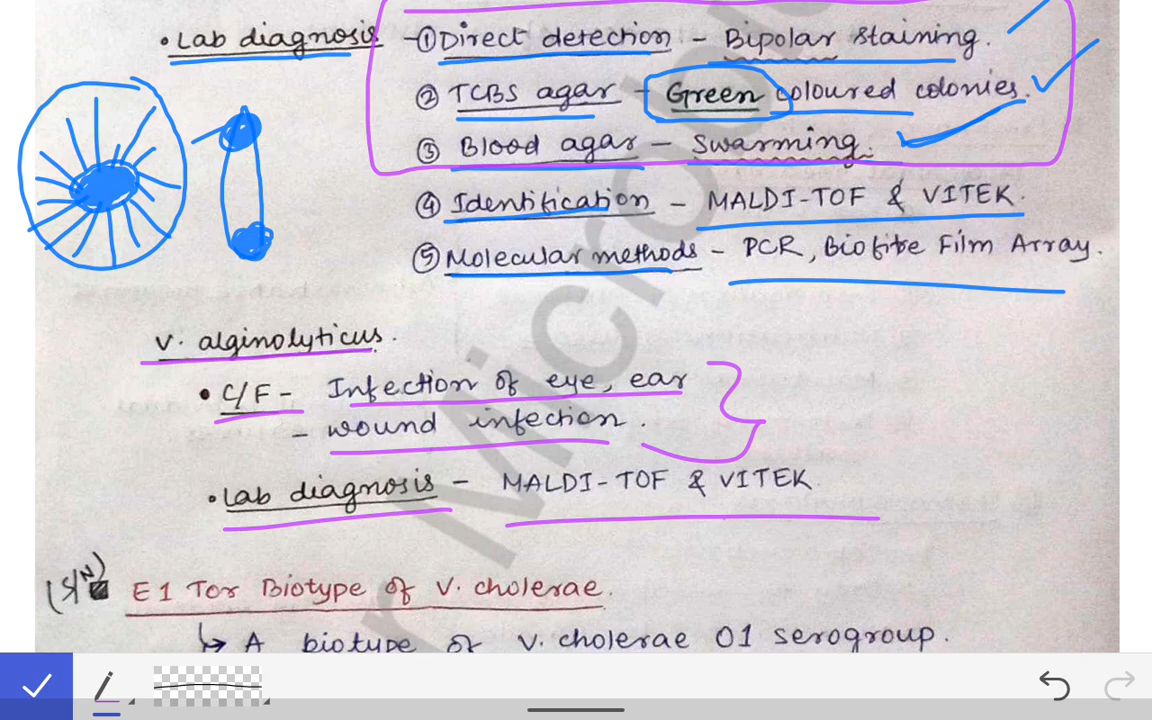 • Lab diagnosis - ① Direct detection - Bipolar staining.
② TCBS agar - Green coloured colonies.
③ Blood agar - Swarming.
④ Identification - MALDI-TOF & VITEK.
⑤ Molecular methods - PCR, Biofire Film Array.
V. alginolyticus.
• C/F - Infection of eye, ear
- wound infection.
• Lab diagnosis - MALDI-TOF & VITEK.
(S/N)
E1 Tor Biotype of V. cholerae.
↳ A biotype of V. cholerae O1 serogroup.